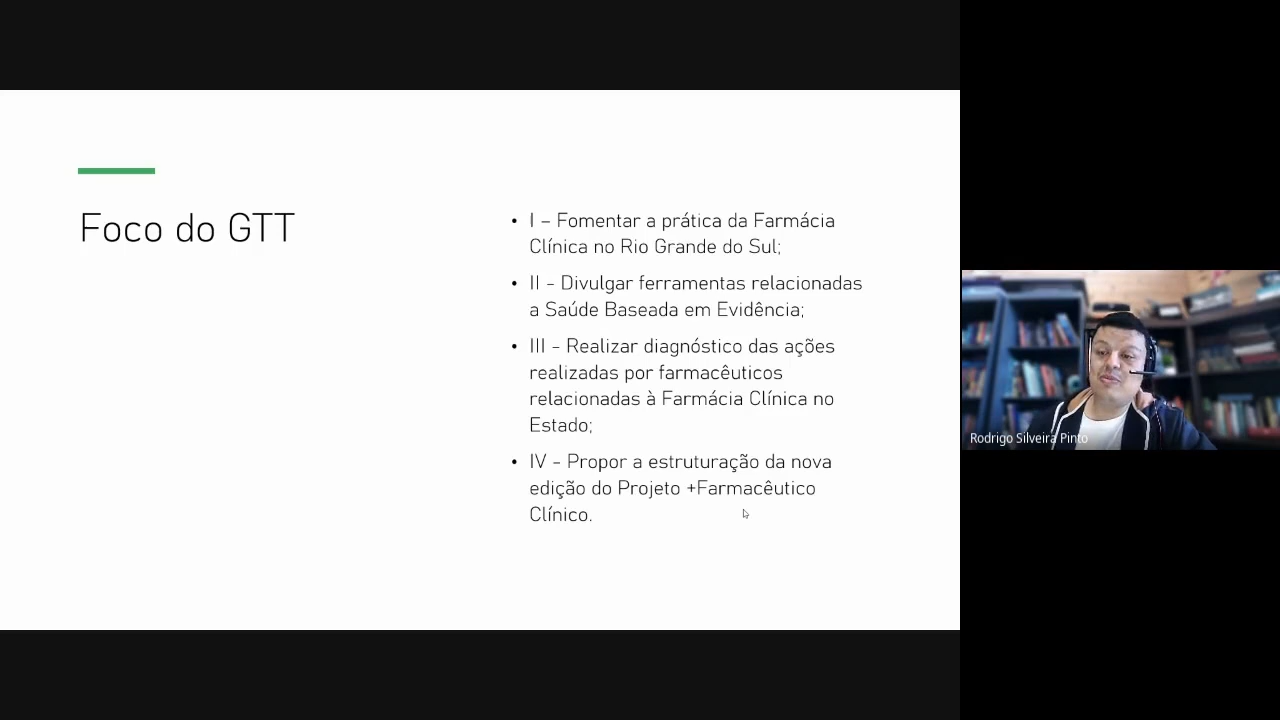 Foco do GTT
• I – Fomentar a prática da Farmácia
Clínica no Rio Grande do Sul;
• II - Divulgar ferramentas relacionadas
a Saúde Baseada em Evidência;
• III - Realizar diagnóstico das ações
realizadas por farmacêuticos
relacionadas à Farmácia Clínica no
Estado;
• IV - Propor a estruturação da nova
edição do Projeto +Farmacêutico
Clínico.
Rodrigo Silveira Pinto